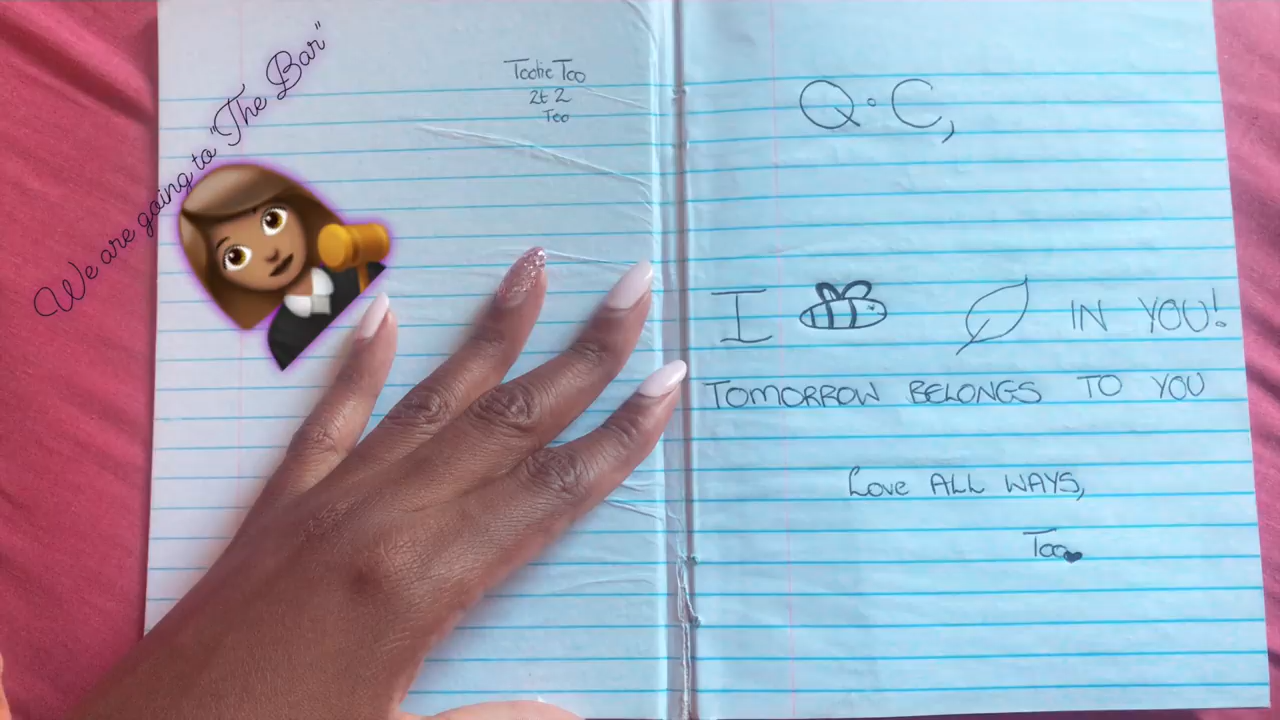 We are going to "The Bar"
Tootie Too
2t 2
Too
Q.C,
I IN YOU!
TOMORROW BELONGS TO YOU
Love ALL WAYS,
Too